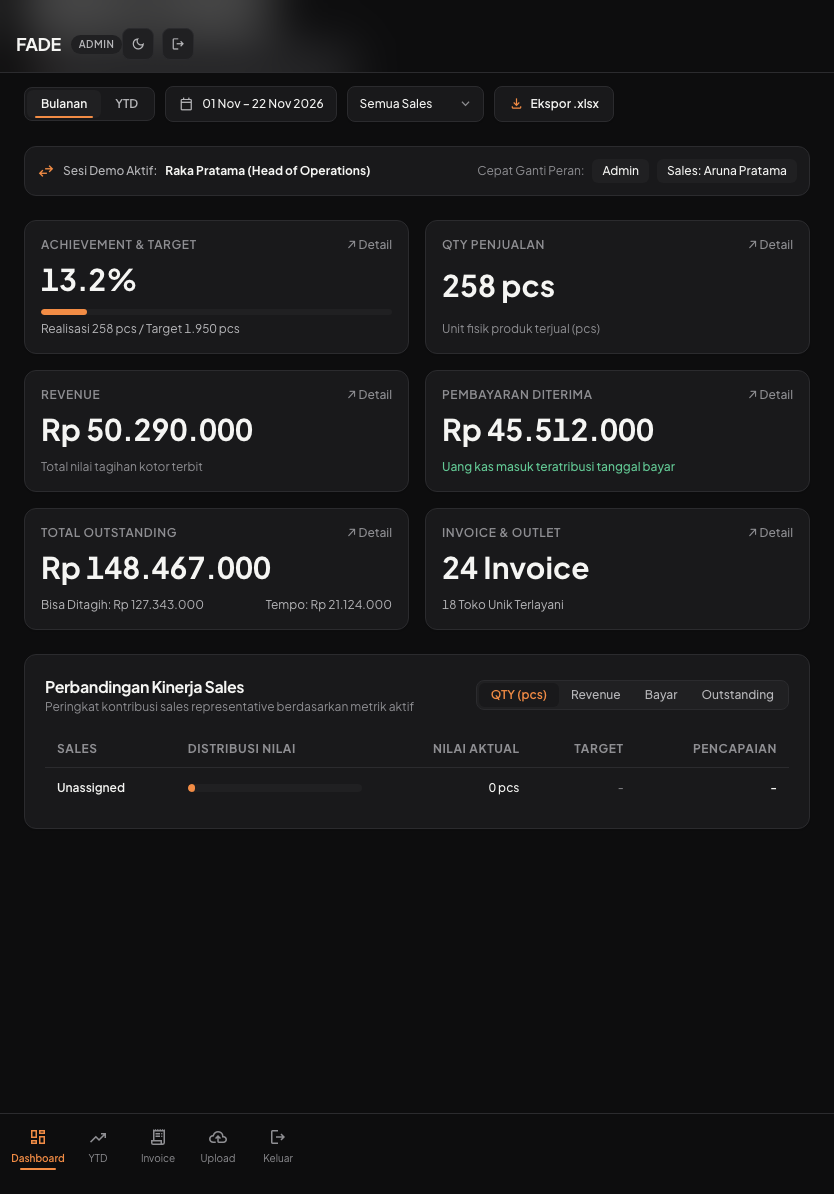 FADE ADMIN
Bulanan YTD 01 Nov – 22 Nov 2026 Semua Sales Ekspor .xlsx
Sesi Demo Aktif: Raka Pratama (Head of Operations) Cepat Ganti Peran: Admin Sales: Aruna Pratama
ACHIEVEMENT & TARGET Detail
13.2%
Realisasi 258 pcs / Target 1.950 pcs
QTY PENJUALAN Detail
258 pcs
Unit fisik produk terjual (pcs)
REVENUE Detail
Rp 50.290.000
Total nilai tagihan kotor terbit
PEMBAYARAN DITERIMA Detail
Rp 45.512.000
Uang kas masuk teratribusi tanggal bayar
TOTAL OUTSTANDING Detail
Rp 148.467.000
Bisa Ditagih: Rp 127.343.000 Tempo: Rp 21.124.000
INVOICE & OUTLET Detail
24 Invoice
18 Toko Unik Terlayani
Perbandingan Kinerja Sales
Peringkat kontribusi sales representative berdasarkan metrik aktif
QTY (pcs) Revenue Bayar Outstanding
SALES DISTRIBUSI NILAI NILAI AKTUAL TARGET PENCAPAIAN
Unassigned 0 pcs - -
Dashboard YTD Invoice Upload Keluar